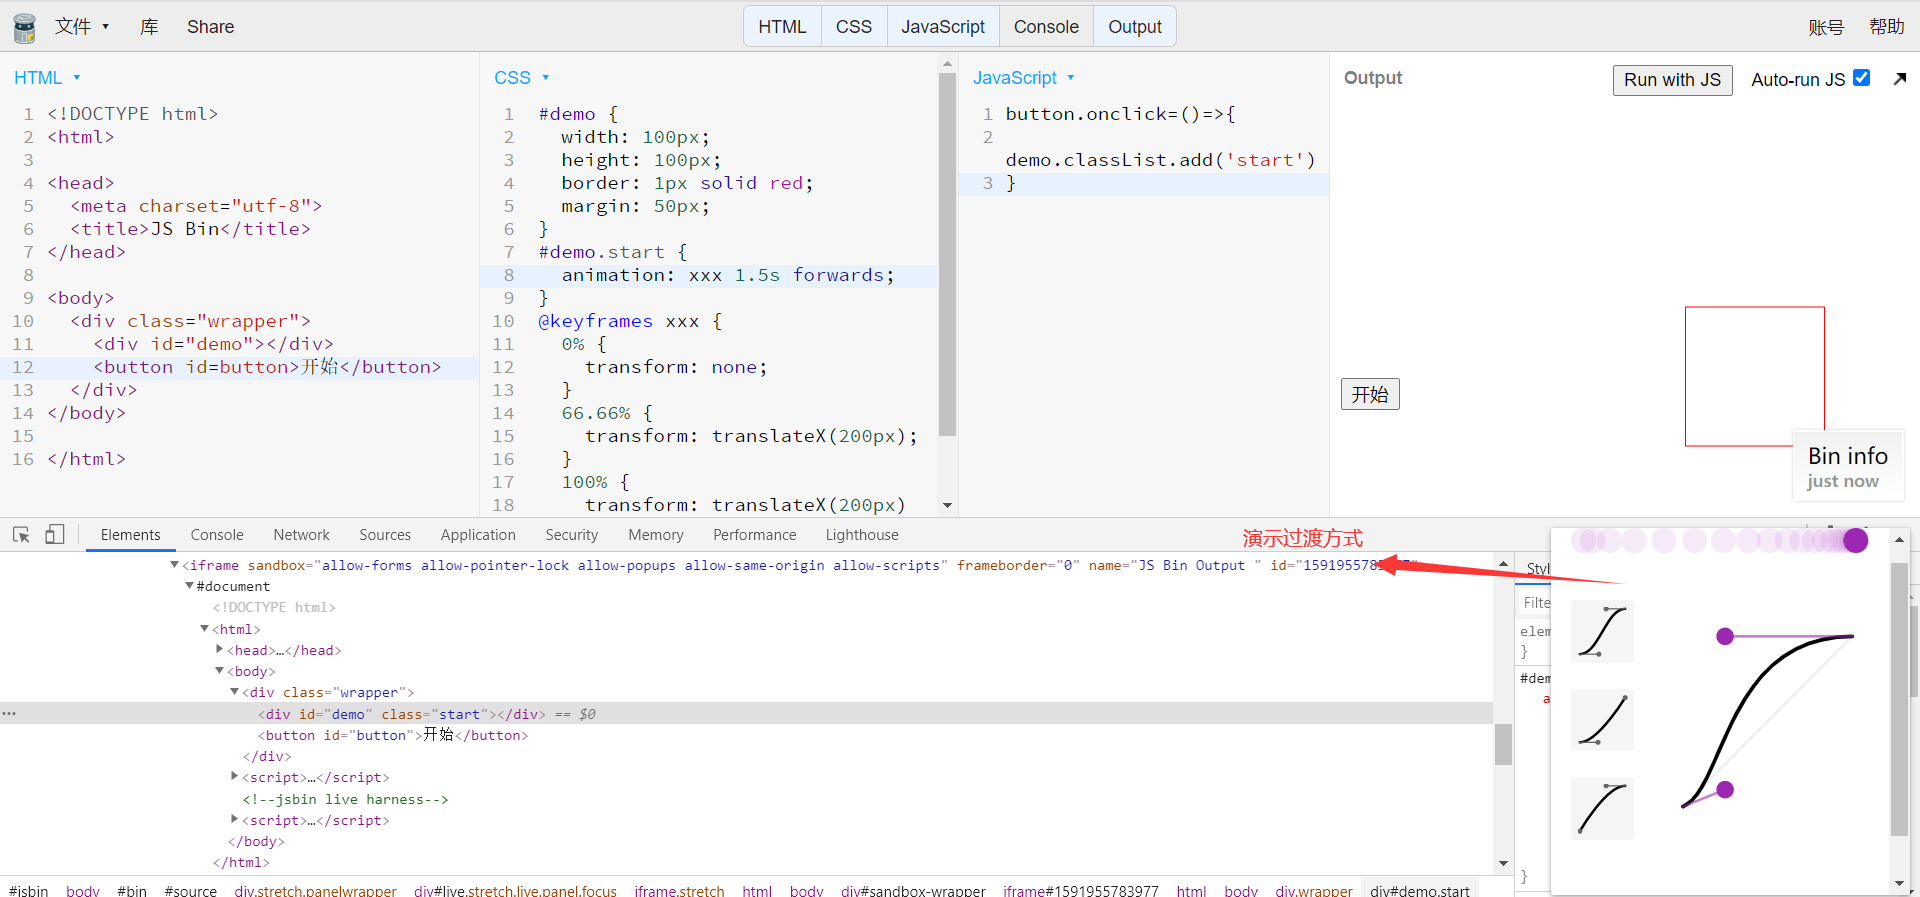 文件 ▾ 库 Share HTML CSS JavaScript Console Output 账号 帮助
HTML ▾
1 <!DOCTYPE html>
2 <html>
3
4 <head>
5 <meta charset="utf-8">
6 <title>JS Bin</title>
7 </head>
8
9 <body>
10 <div class="wrapper">
11 <div id="demo"></div>
12 <button id=button>开始</button>
13 </div>
14 </body>
15
16 </html>
CSS ▾
1 #demo {
2 width: 100px;
3 height: 100px;
4 border: 1px solid red;
5 margin: 50px;
6 }
7 #demo.start {
8 animation: xxx 1.5s forwards;
9 }
10 @keyframes xxx {
11 0% {
12 transform: none;
13 }
14 66.66% {
15 transform: translateX(200px);
16 }
17 100% {
18 transform: translateX(200px)
JavaScript ▾
1 button.onclick=()=>{
2
demo.classList.add('start')
3 }
Output Run with JS Auto-run JS
开始
Bin info
just now
Elements Console Network Sources Application Security Memory Performance Lighthouse
演示过渡方式
<iframe sandbox="allow-forms allow-pointer-lock allow-popups allow-same-origin allow-scripts" frameborder="0" name="JS Bin Output " id="1591955783977">
#document
<!DOCTYPE html>
<html>
<head>…</head>
<body>
<div class="wrapper">
… <div id="demo" class="start"></div> == $0
<button id="button">开始</button>
</div>
<script>…</script>
<!--jsbin live harness-->
<script>…</script>
</body>
</html>
Styl
Filte
elem
}
#dem
a
}
#jsbin body #bin #source div.stretch.panelwrapper div#live.stretch.live.panel.focus iframe.stretch html body div#sandbox-wrapper iframe#1591955783977 html body div.wrapper div#demo.start